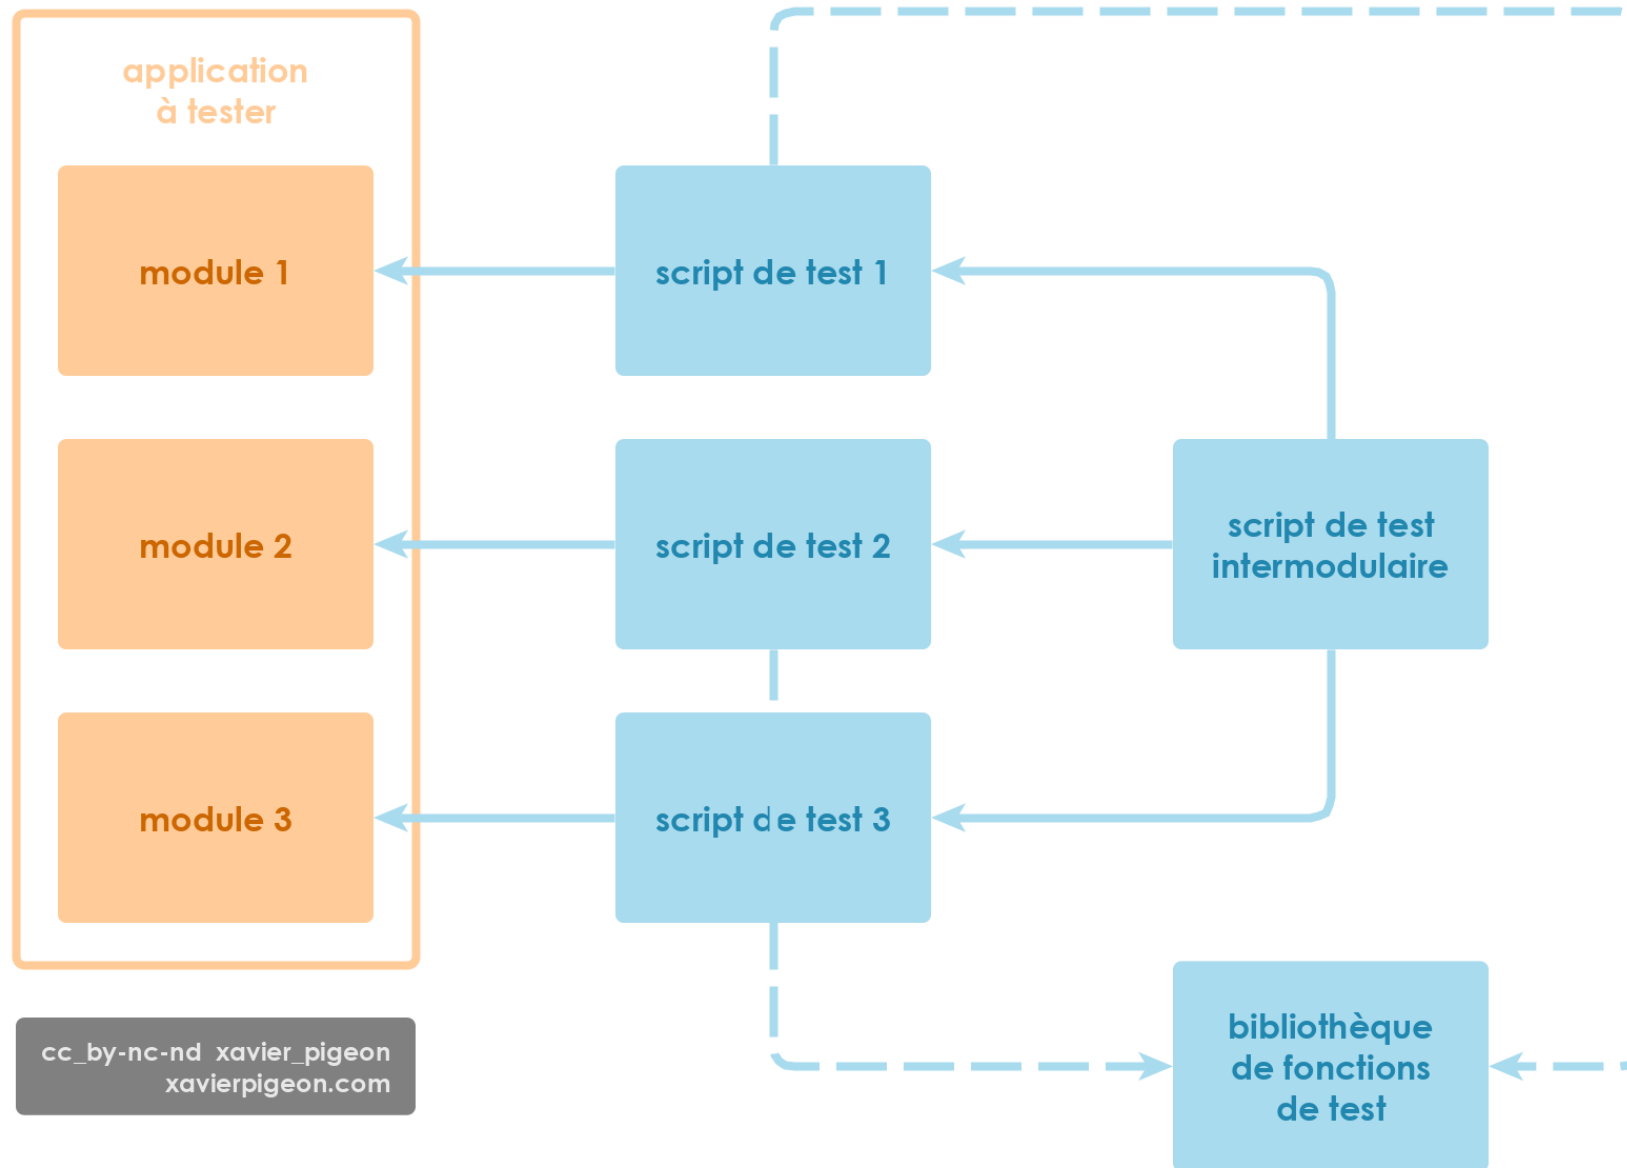 application
à tester
module 1
script de test 1
module 2
script de test 2
script de test
intermodulaire
module 3
script de test 3
bibliothèque
de fonctions
de test
cc_by-nc-nd xavier_pigeon
xavierpigeon.com